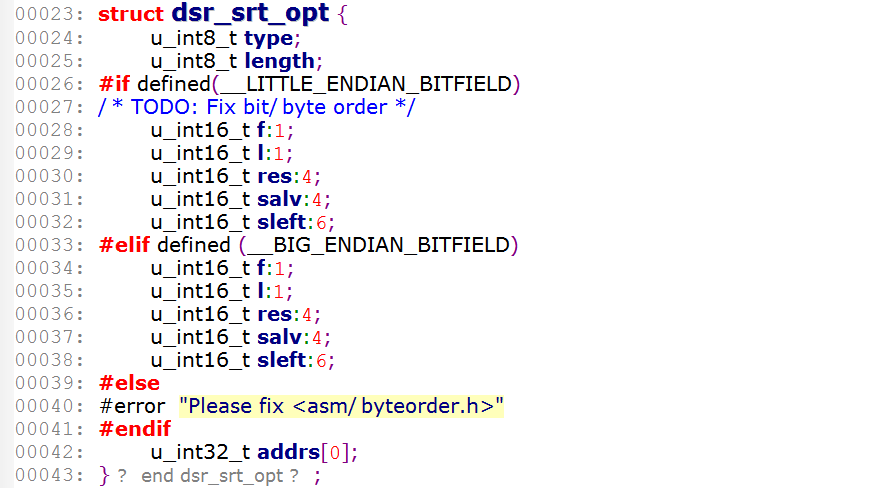 00023: struct dsr_srt_opt {
00024: u_int8_t type;
00025: u_int8_t length;
00026: #if defined(__LITTLE_ENDIAN_BITFIELD)
00027: /* TODO: Fix bit/byte order */
00028: u_int16_t f:1;
00029: u_int16_t l:1;
00030: u_int16_t res:4;
00031: u_int16_t salv:4;
00032: u_int16_t sleft:6;
00033: #elif defined (__BIG_ENDIAN_BITFIELD)
00034: u_int16_t f:1;
00035: u_int16_t l:1;
00036: u_int16_t res:4;
00037: u_int16_t salv:4;
00038: u_int16_t sleft:6;
00039: #else
00040: #error "Please fix <asm/byteorder.h>"
00041: #endif
00042: u_int32_t addrs[0];
00043: } ? end dsr_srt_opt ? ;